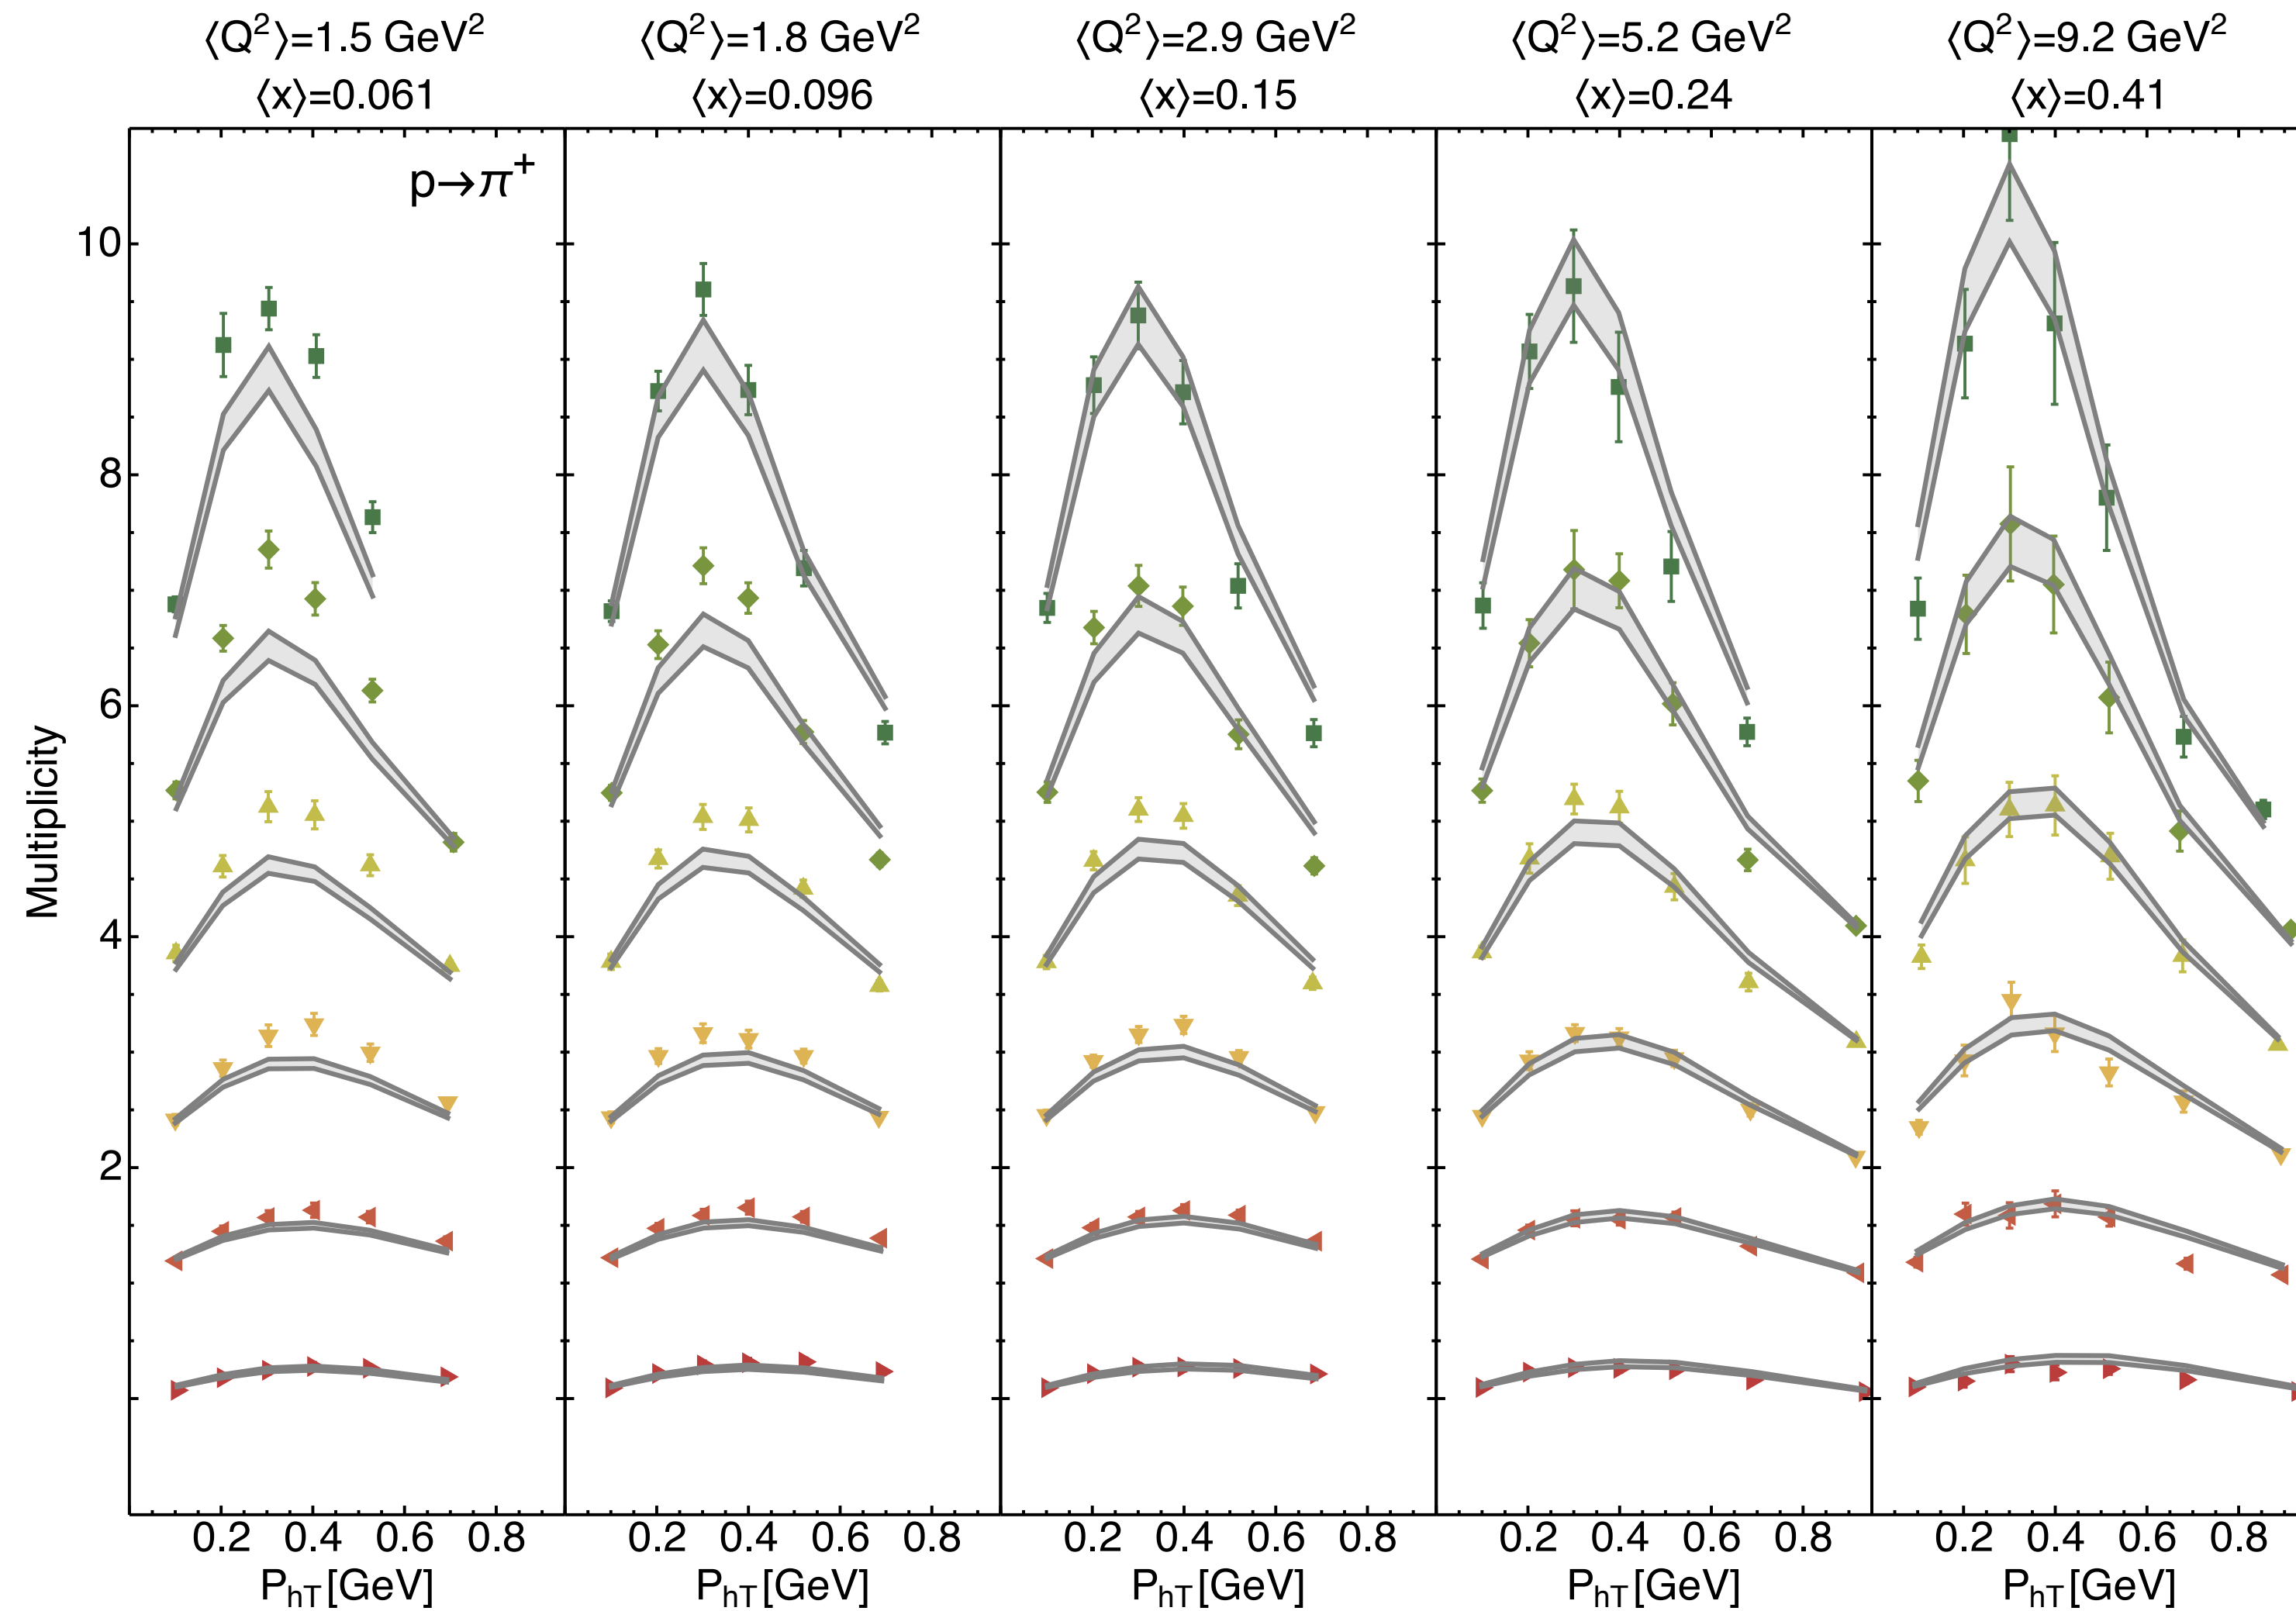 ⟨Q²⟩=1.5 GeV² ⟨Q²⟩=1.8 GeV² ⟨Q²⟩=2.9 GeV² ⟨Q²⟩=5.2 GeV² ⟨Q²⟩=9.2 GeV²
⟨x⟩=0.061 ⟨x⟩=0.096 ⟨x⟩=0.15 ⟨x⟩=0.24 ⟨x⟩=0.41
p→π⁺
10
8
6
4
2
Multiplicity
0.2 0.4 0.6 0.8 0.2 0.4 0.6 0.8 0.2 0.4 0.6 0.8 0.2 0.4 0.6 0.8 0.2 0.4 0.6 0.8
P_hT[GeV] P_hT[GeV] P_hT[GeV] P_hT[GeV] P_hT[GeV]